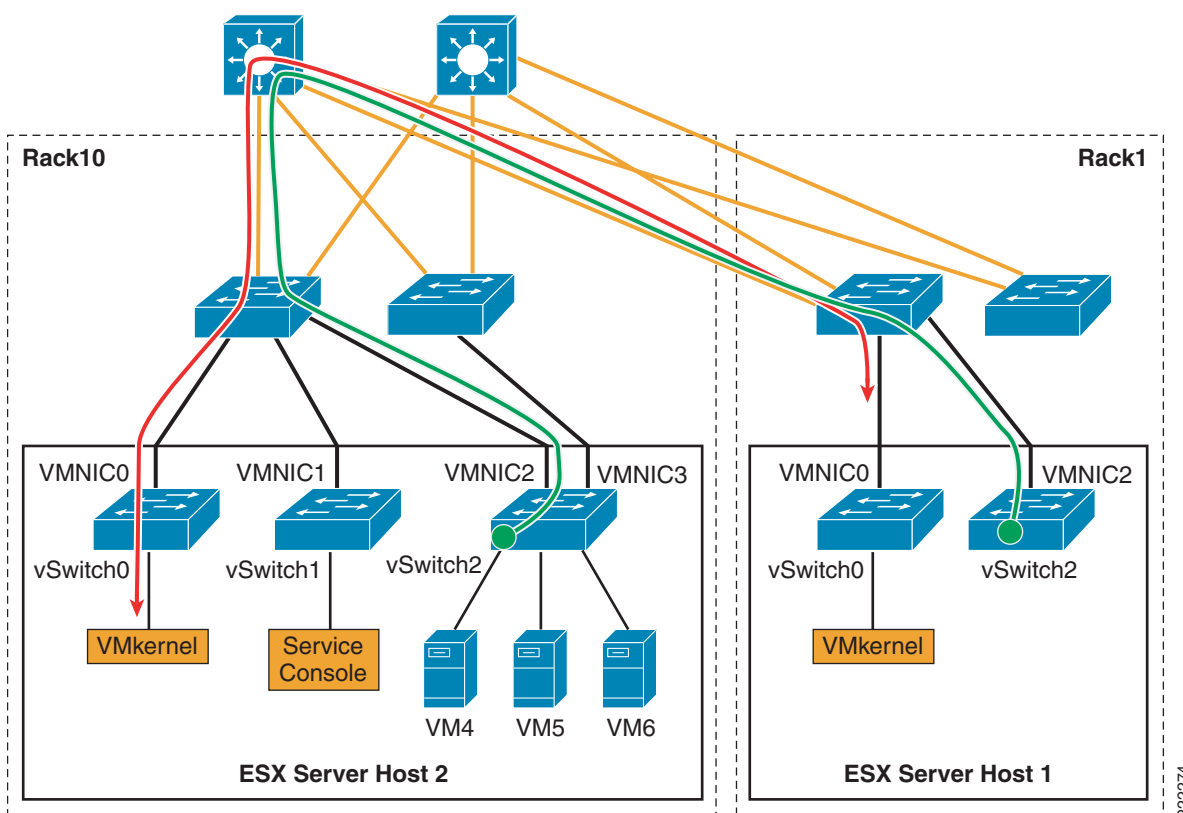 Rack10
Rack1
VMNIC0
VMNIC1
VMNIC2
VMNIC3
VMNIC0
VMNIC2
vSwitch0
vSwitch1
vSwitch2
vSwitch0
vSwitch2
VMkernel
Service
Console
VMkernel
VM4
VM5
VM6
ESX Server Host 2
ESX Server Host 1